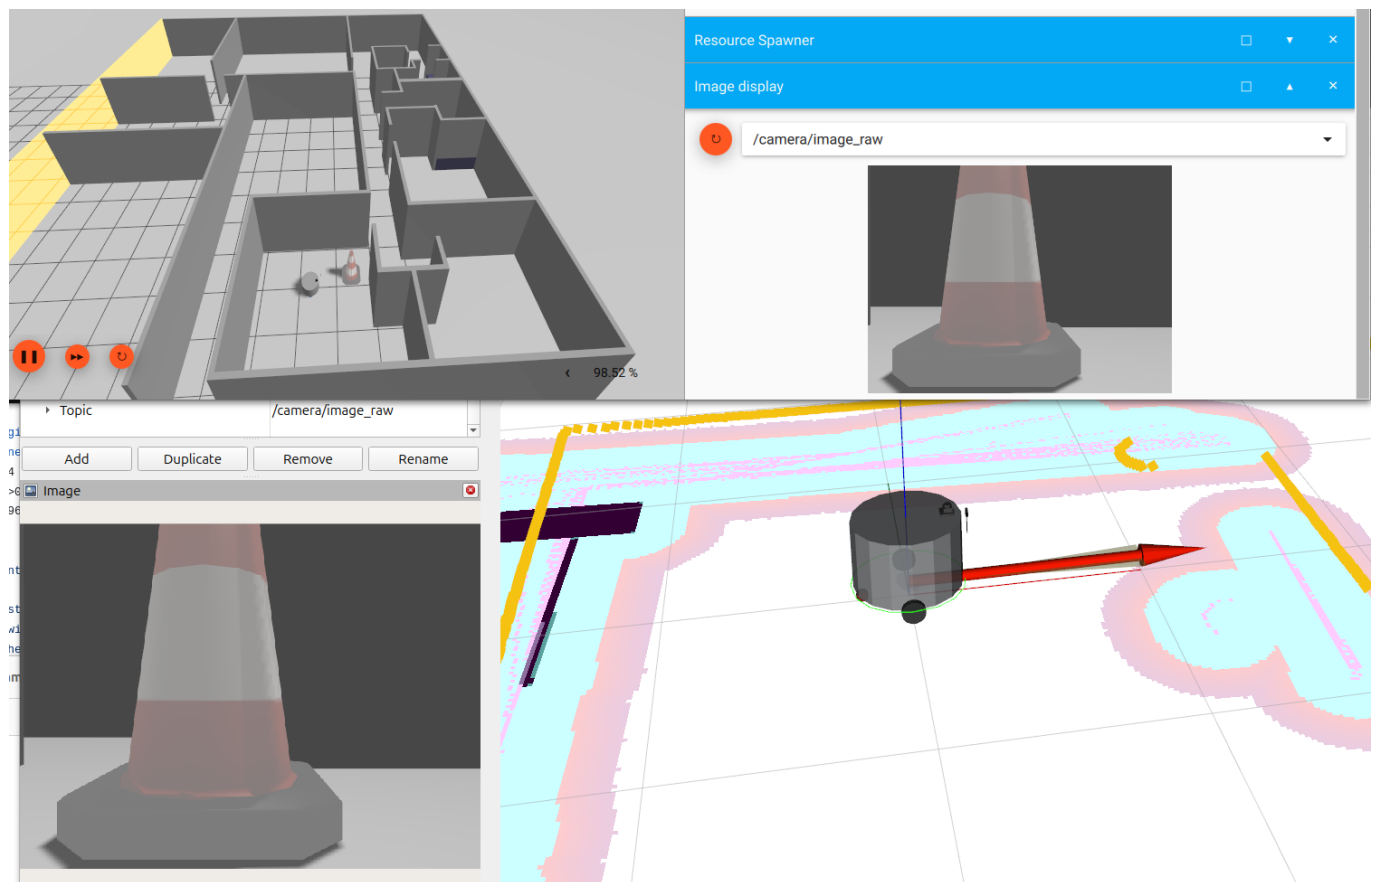 Resource Spawner
Image display
/camera/image_raw
98.52 %
Topic
/camera/image_raw
Add
Duplicate
Remove
Rename
Image